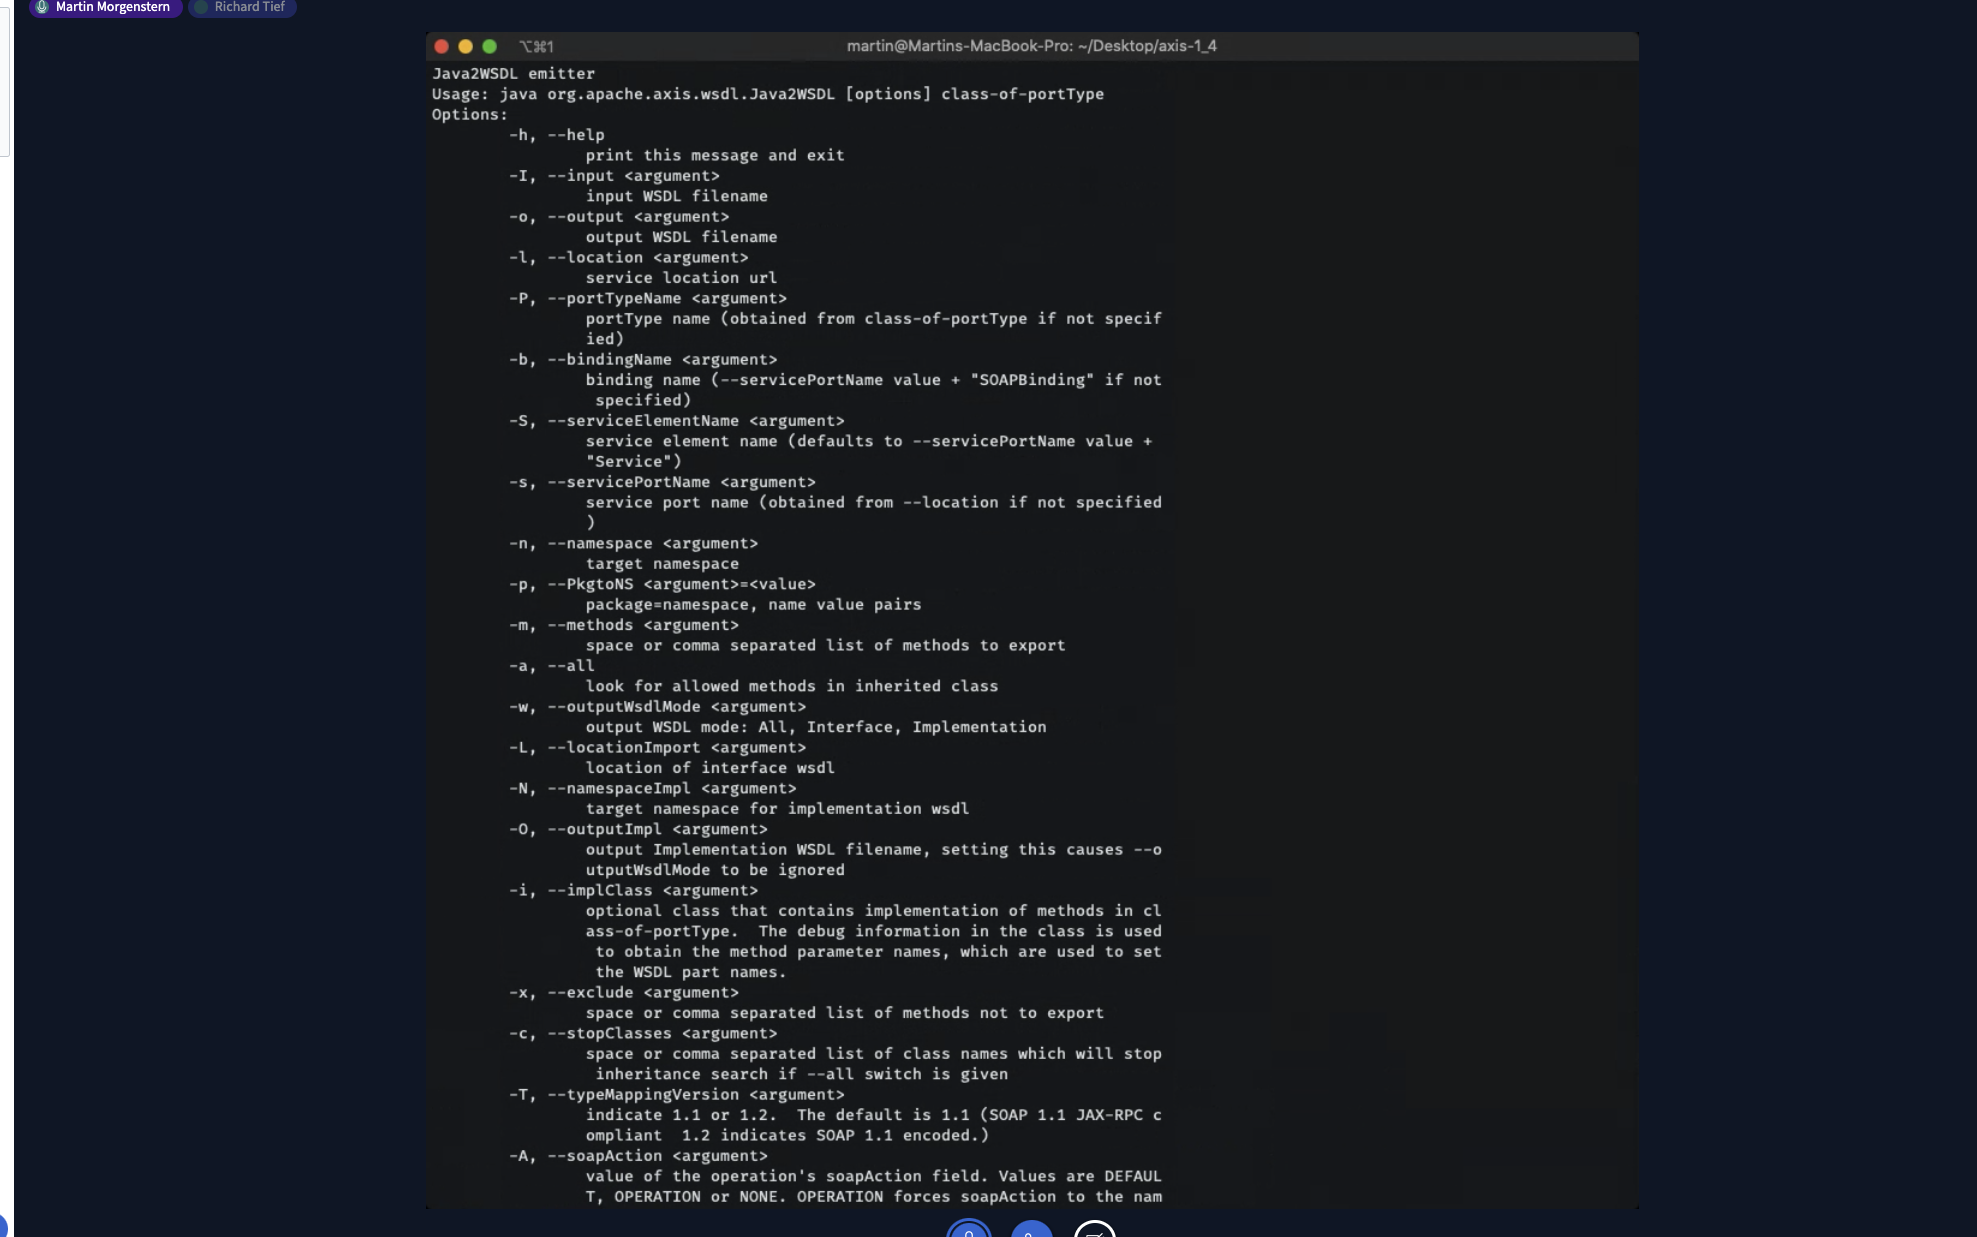 Martin Morgenstern
Richard Tief
⌥⌘1
martin@Martins-MacBook-Pro: ~/Desktop/axis-1_4
Java2WSDL emitter
Usage: java org.apache.axis.wsdl.Java2WSDL [options] class-of-portType
Options:
-h, --help
print this message and exit
-I, --input <argument>
input WSDL filename
-o, --output <argument>
output WSDL filename
-l, --location <argument>
service location url
-P, --portTypeName <argument>
portType name (obtained from class-of-portType if not specif
ied)
-b, --bindingName <argument>
binding name (--servicePortName value + "SOAPBinding" if not
specified)
-S, --serviceElementName <argument>
service element name (defaults to --servicePortName value +
"Service")
-s, --servicePortName <argument>
service port name (obtained from --location if not specified
)
-n, --namespace <argument>
target namespace
-p, --PkgtoNS <argument>=<value>
package=namespace, name value pairs
-m, --methods <argument>
space or comma separated list of methods to export
-a, --all
look for allowed methods in inherited class
-w, --outputWsdlMode <argument>
output WSDL mode: All, Interface, Implementation
-L, --locationImport <argument>
location of interface wsdl
-N, --namespaceImpl <argument>
target namespace for implementation wsdl
-O, --outputImpl <argument>
output Implementation WSDL filename, setting this causes --o
utputWsdlMode to be ignored
-i, --implClass <argument>
optional class that contains implementation of methods in cl
ass-of-portType.  The debug information in the class is used
to obtain the method parameter names, which are used to set
the WSDL part names.
-x, --exclude <argument>
space or comma separated list of methods not to export
-c, --stopClasses <argument>
space or comma separated list of class names which will stop
inheritance search if --all switch is given
-T, --typeMappingVersion <argument>
indicate 1.1 or 1.2.  The default is 1.1 (SOAP 1.1 JAX-RPC c
ompliant  1.2 indicates SOAP 1.1 encoded.)
-A, --soapAction <argument>
value of the operation's soapAction field. Values are DEFAUL
T, OPERATION or NONE. OPERATION forces soapAction to the nam